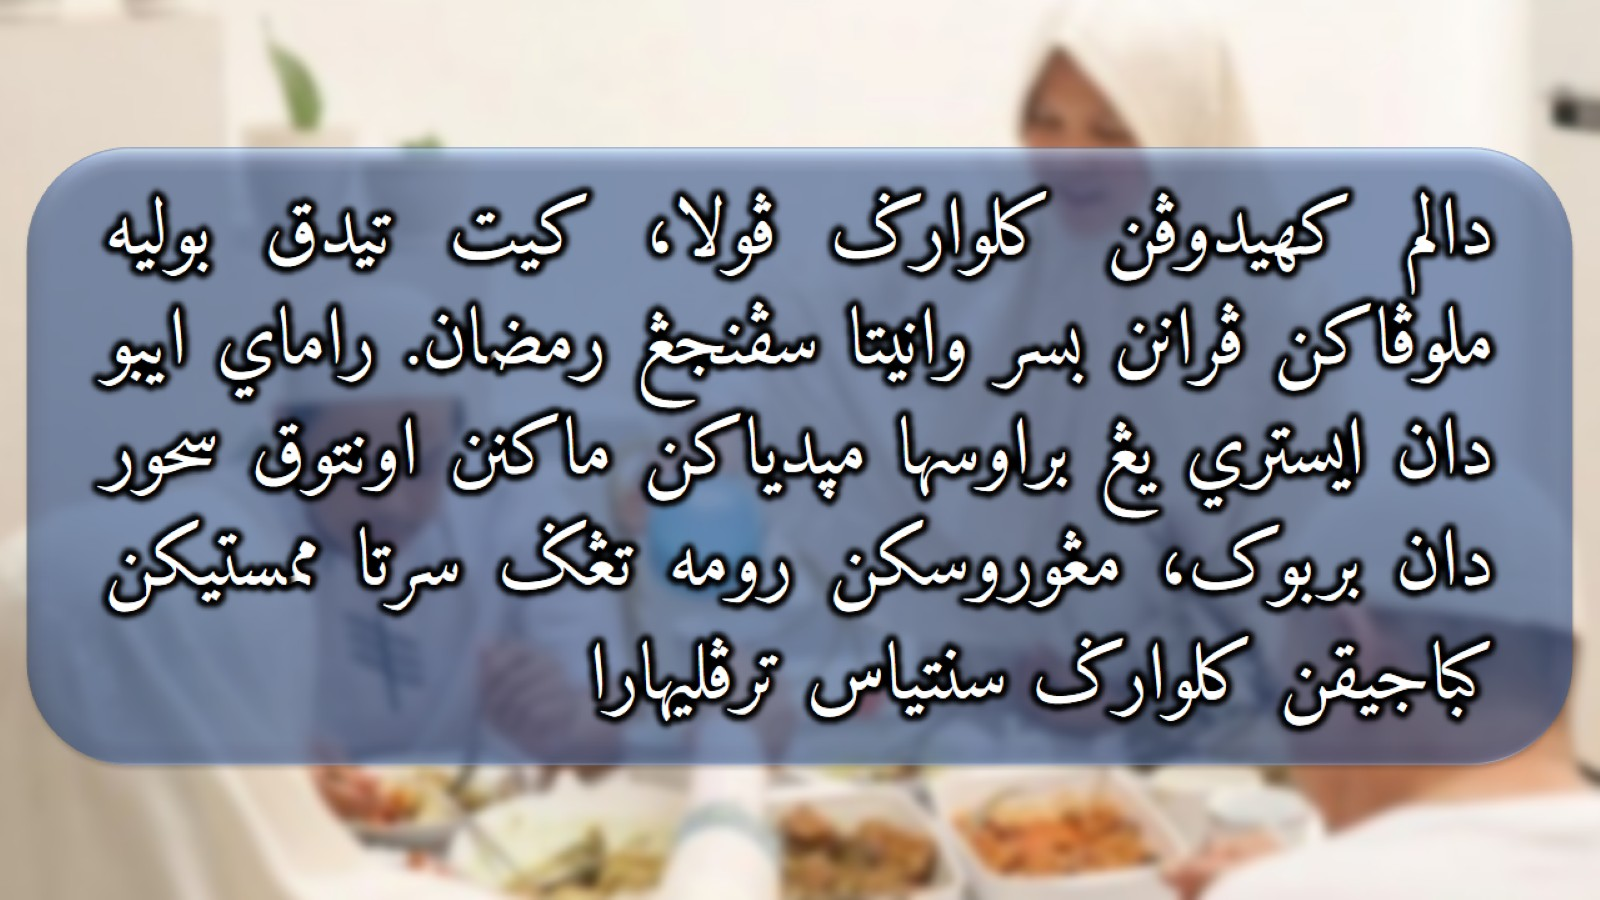 دالم کهيدوڤن کلوارݢ ڤولا، کيت تيدق بوليه
ملوڤاکن ڤرانن بسر وانيتا سڤنجڠ رمضان. راماي ايبو
دان ايستري يڠ براوسها مپدياکن ماکنن اونتوق سحور
دان بربوک، مڠوروسکن رومه تڠݢ سرتا ممستيکن
کباجيقن کلوارݢ سنتياس ترڤليهارا